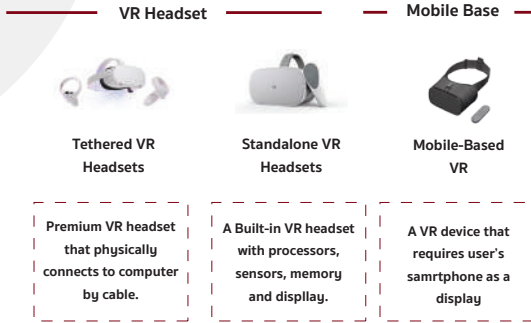 VR Headset
Mobile Base
Tethered VR
Headsets
Standalone VR
Headsets
Mobile-Based
VR
Premium VR headset
that physically
connects to computer
by cable.
A Built-in VR headset
with processors,
sensors, memory
and displlay.
A VR device that
requires user's
samrtphone as a
display